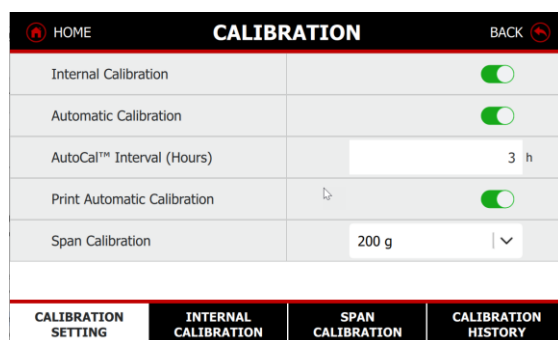 HOME CALIBRATION BACK
Internal Calibration
Automatic Calibration
AutoCal™ Interval (Hours) 3 h
Print Automatic Calibration
Span Calibration 200 g
CALIBRATION SETTING
INTERNAL CALIBRATION
SPAN CALIBRATION
CALIBRATION HISTORY